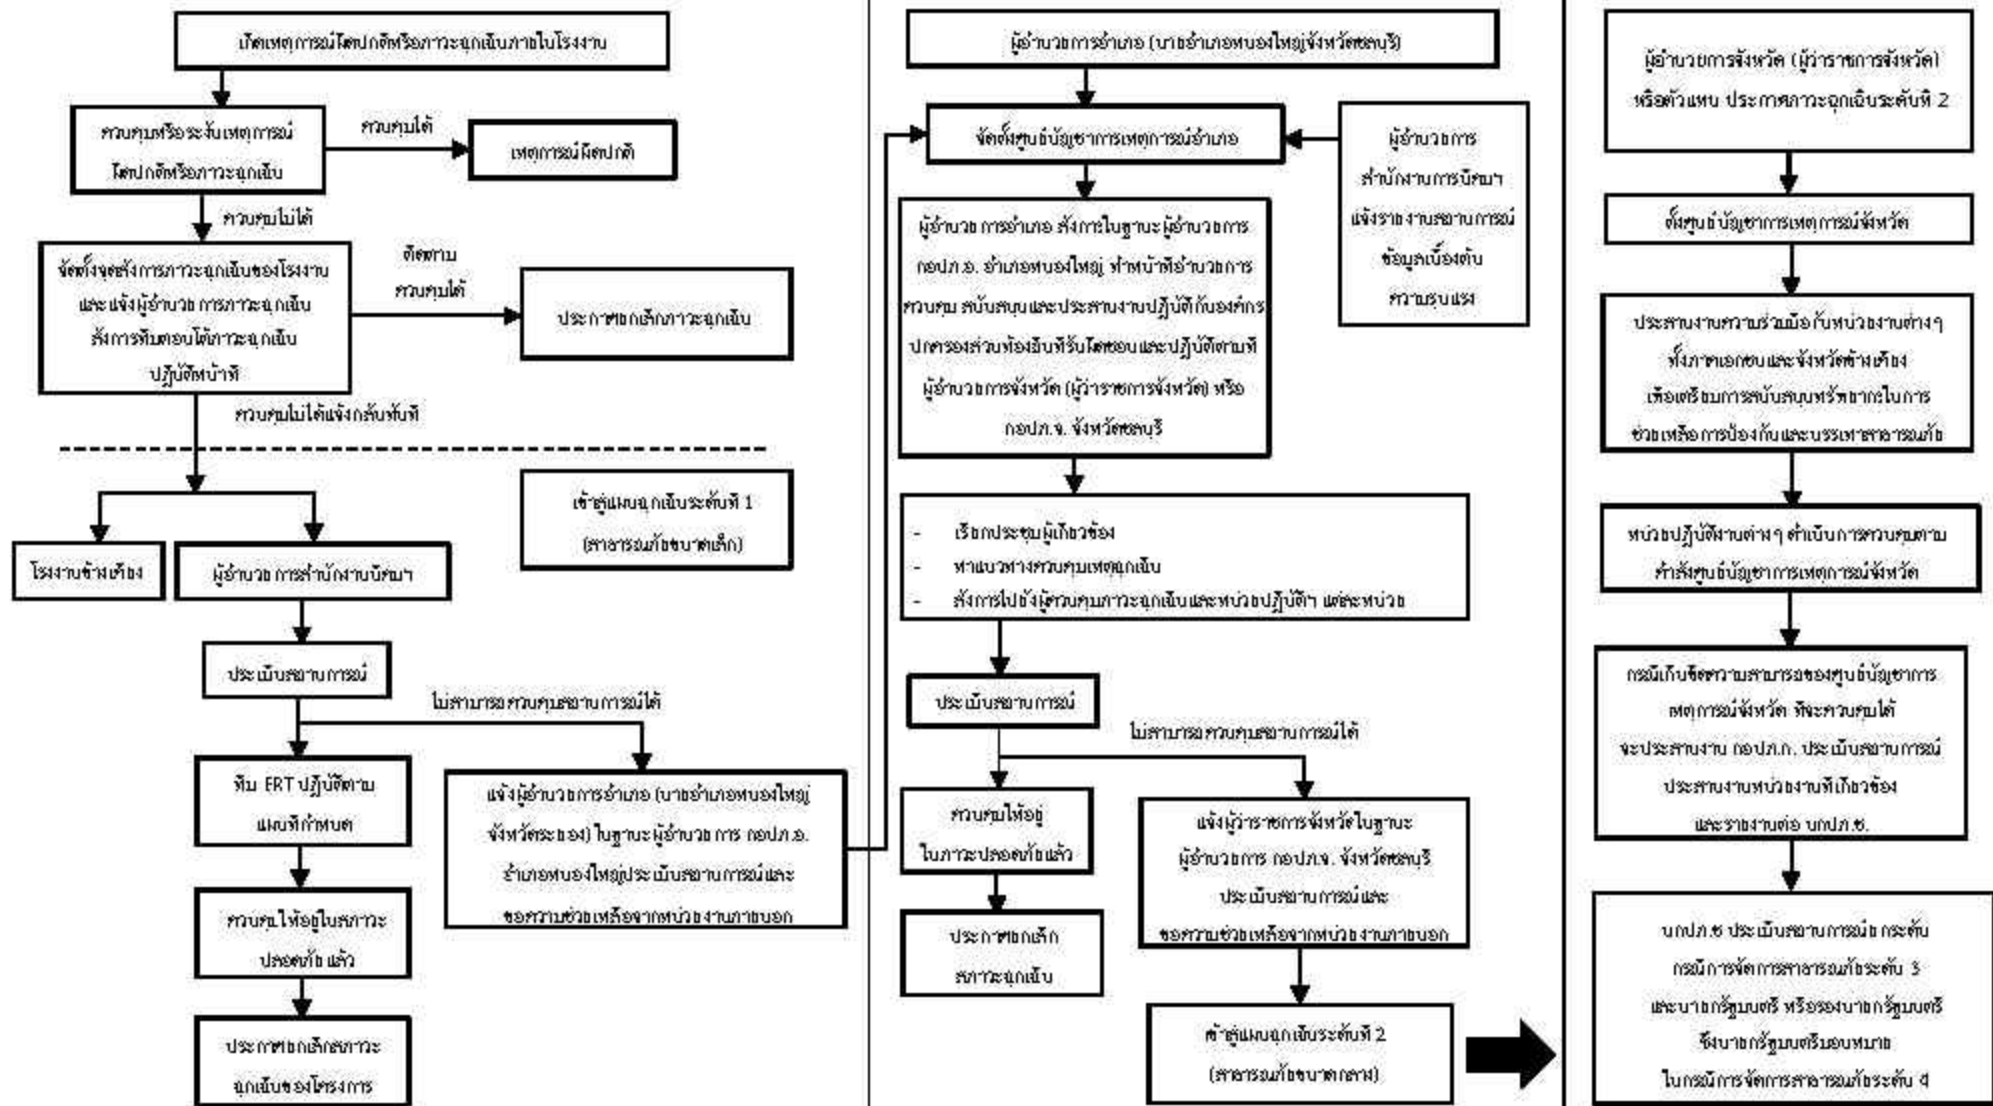 เกิดเหตุการณ์ผิดปกติหรือภาวะฉุกเฉินภายในโรงงาน
ควบคุมหรือระงับเหตุการณ์
ผิดปกติหรือภาวะฉุกเฉิน
ควบคุมได้
เหตุการณ์ผิดปกติ
ควบคุมไม่ได้
จัดตั้งจุดสั่งการภาวะฉุกเฉินของโรงงาน
และแจ้งผู้อำนวยการภาวะฉุกเฉิน
สั่งการทีมตอบโต้ภาวะฉุกเฉิน
ปฏิบัติหน้าที่
ติดตาม
ควบคุมได้
ประกาศยกเลิกภาวะฉุกเฉิน
ควบคุมไม่ได้แจ้งกลับทันที
เข้าสู่แผนฉุกเฉินระดับที่ 1
(สาธารณภัยขนาดเล็ก)
โรงงานข้างเคียง
ผู้อำนวยการสำนักงานนิคมฯ
ประเมินสถานการณ์
ไม่สามารถควบคุมสถานการณ์ได้
ทีม ERT ปฏิบัติตาม
แผนที่กำหนด
แจ้งผู้อำนวยการอำเภอ (นายอำเภอหนองใหญ่
จังหวัดระยอง) ในฐานะผู้อำนวยการ กอปภ.อ.
อำเภอหนองใหญ่ประเมินสถานการณ์และ
ขอความช่วยเหลือจากหน่วยงานภายนอก
ควบคุมให้อยู่ในสภาวะ
ปลอดภัยแล้ว
ประกาศยกเลิกสภาวะ
ฉุกเฉินของโครงการ
ผู้อำนวยการอำเภอ (นายอำเภอหนองใหญ่จังหวัดชลบุรี)
จัดตั้งศูนย์บัญชาการเหตุการณ์อำเภอ
ผู้อำนวยการ
สำนักงานการนิคมฯ
แจ้งรายงานสถานการณ์
ข้อมูลเบื้องต้น
ความรุนแรง
ผู้อำนวยการอำเภอ สั่งการในฐานะผู้อำนวยการ
กอปภ.อ. อำเภอหนองใหญ่ ทำหน้าที่อำนวยการ
ควบคุม สนับสนุนและประสานงานปฏิบัติกับองค์กร
ปกครองส่วนท้องถิ่นที่รับผิดชอบและปฏิบัติตามที่
ผู้อำนวยการจังหวัด (ผู้ว่าราชการจังหวัด) หรือ
กอปภ.จ. จังหวัดชลบุรี
- เรียกประชุมผู้เกี่ยวข้อง
- หาแนวทางควบคุมเหตุฉุกเฉิน
- สั่งการไปยังผู้ควบคุมภาวะฉุกเฉินและหน่วยปฏิบัติฯ แต่ละหน่วย
ประเมินสถานการณ์
ไม่สามารถควบคุมสถานการณ์ได้
ควบคุมให้อยู่
ในภาวะปลอดภัยแล้ว
แจ้งผู้ว่าราชการจังหวัดในฐานะ
ผู้อำนวยการ กอปภ.จ. จังหวัดชลบุรี
ประเมินสถานการณ์และ
ขอความช่วยเหลือจากหน่วยงานภายนอก
ประกาศยกเลิก
สภาวะฉุกเฉิน
เข้าสู่แผนฉุกเฉินระดับที่ 2
(สาธารณภัยขนาดกลาง)
ผู้อำนวยการจังหวัด (ผู้ว่าราชการจังหวัด)
หรือตัวแทน ประกาศภาวะฉุกเฉินระดับที่ 2
ตั้งศูนย์บัญชาการเหตุการณ์จังหวัด
ประสานงานความร่วมมือกับหน่วยงานต่างๆ
ทั้งภาคเอกชนและจังหวัดข้างเคียง
เพื่อเตรียมการสนับสนุนทรัพยากรในการ
ช่วยเหลือการป้องกันและบรรเทาสาธารณภัย
หน่วยปฏิบัติงานต่างๆ ดำเนินการควบคุมตาม
คำสั่งศูนย์บัญชาการเหตุการณ์จังหวัด
กรณีเกินขีดความสามารถของศูนย์บัญชาการ
เหตุการณ์จังหวัด ที่จะควบคุมได้
จะประสานงาน กอปภ.ก. ประเมินสถานการณ์
ประสานงานหน่วยงานที่เกี่ยวข้อง
และรายงานต่อ บกปภ.ช.
บกปภ.ช ประเมินสถานการณ์ยกระดับ
กรณีการจัดการสาธารณภัยระดับ 3
และนายกรัฐมนตรี หรือรองนายกรัฐมนตรี
ซึ่งนายกรัฐมนตรีมอบหมาย
ในกรณีการจัดการสาธารณภัยระดับ 4